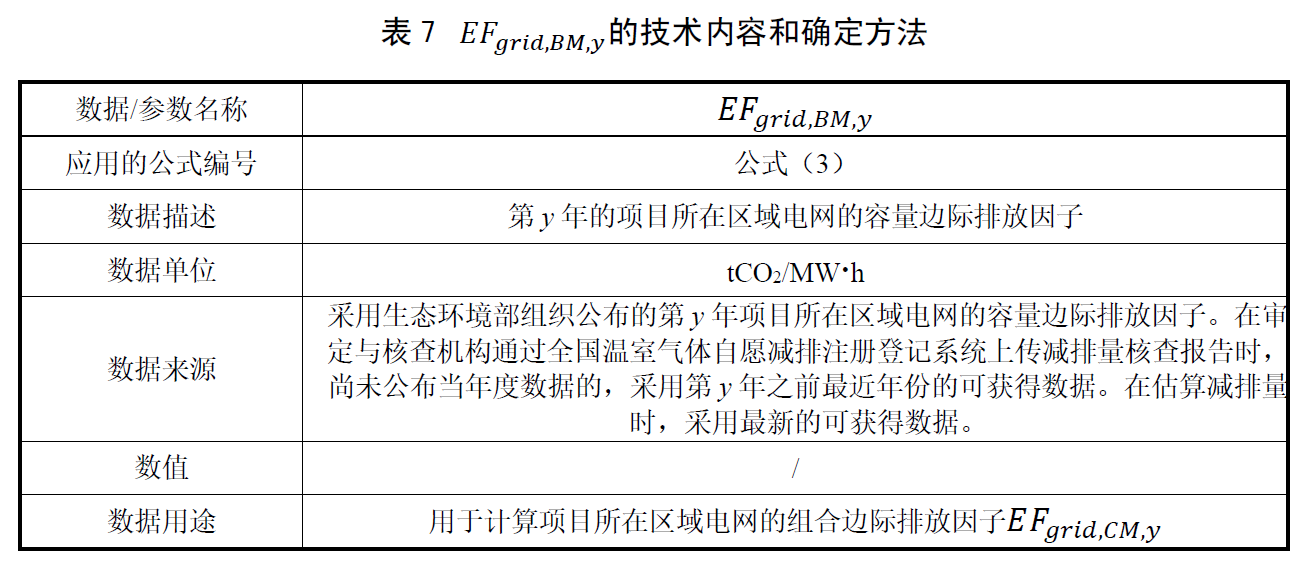 表 7 EFgrid,BM,y的技术内容和确定方法
数据/参数名称 EFgrid,BM,y
应用的公式编号 公式（3）
数据描述 第 y 年的项目所在区域电网的容量边际排放因子
数据单位 tCO2/MW·h
采用生态环境部组织公布的第 y 年项目所在区域电网的容量边际排放因子。在审
定与核查机构通过全国温室气体自愿减排注册登记系统上传减排量核查报告时，
数据来源
尚未公布当年度数据的，采用第 y 年之前最近年份的可获得数据。在估算减排量
时，采用最新的可获得数据。
数值 /
数据用途 用于计算项目所在区域电网的组合边际排放因子EFgrid,CM,y